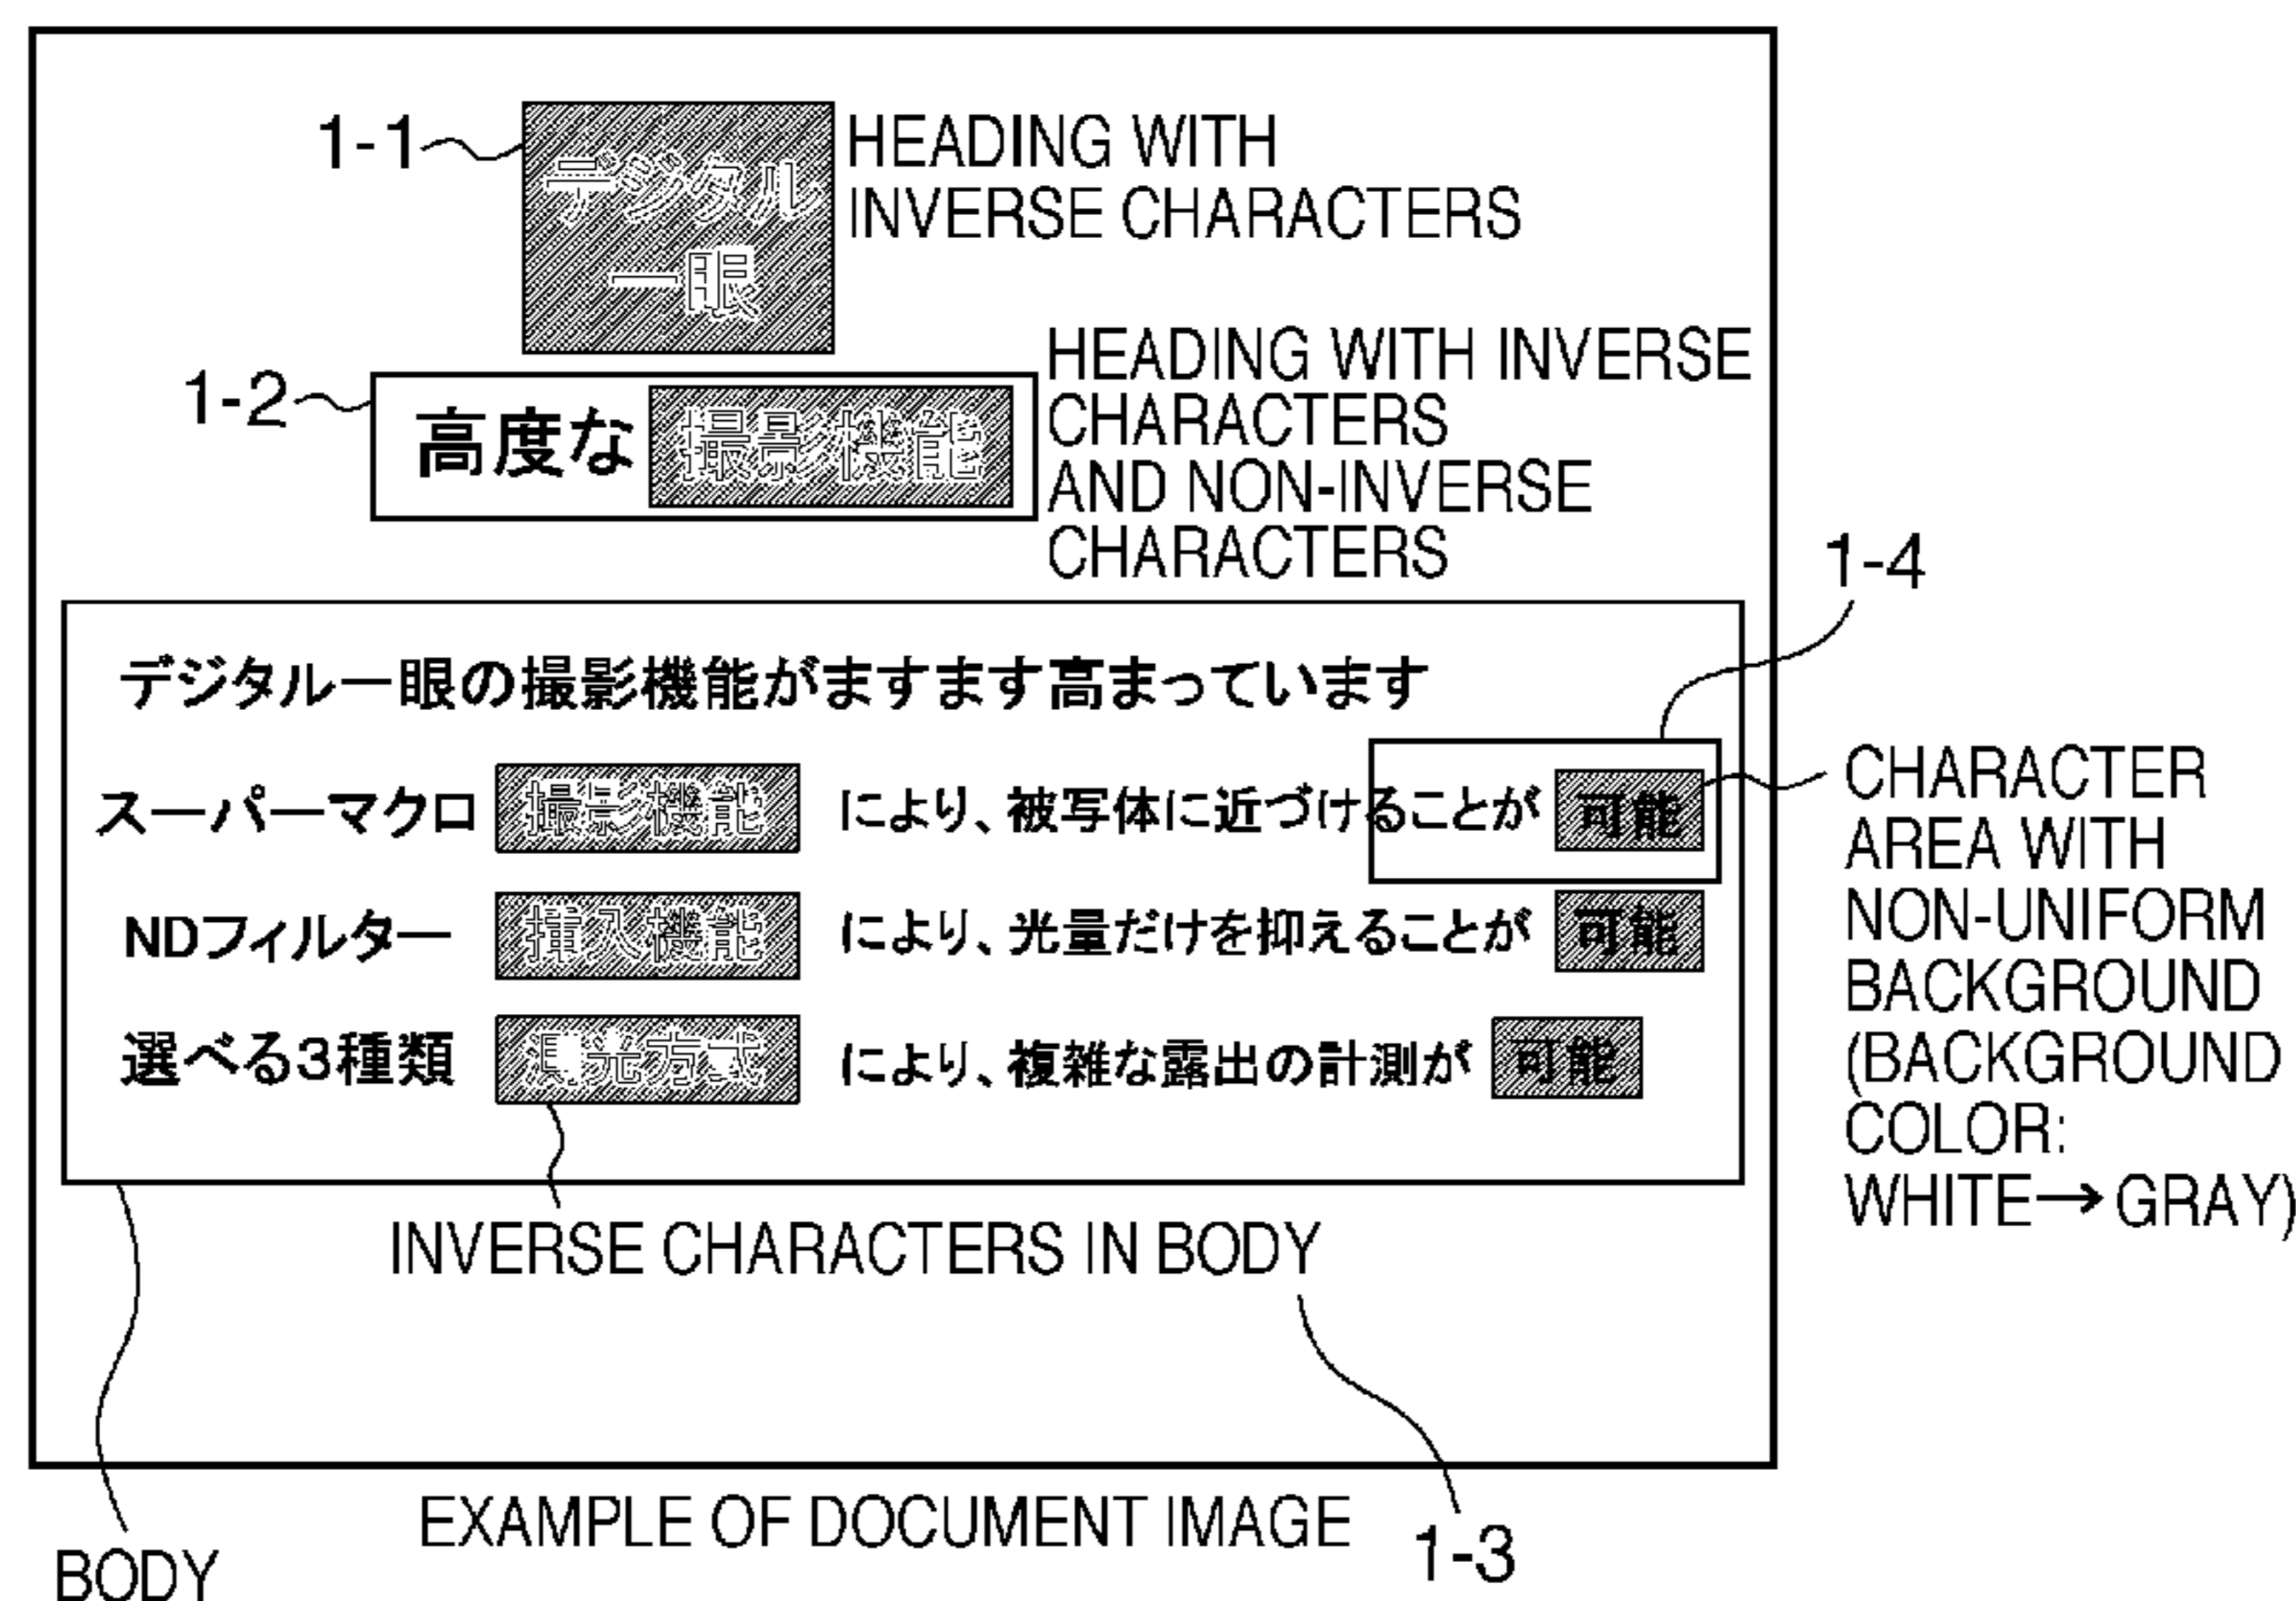 1-1
デジタル
一眼
HEADING WITH
INVERSE CHARACTERS
1-2
高度な 撮影機能
HEADING WITH INVERSE
CHARACTERS
AND NON-INVERSE
CHARACTERS
1-4
デジタル一眼の撮影機能がますます高まっています
スーパーマクロ 撮影機能 により、被写体に近づけることが 可能
NDフィルター 挿入機能 により、光量だけを抑えることが 可能
選べる3種類 測光方式 により、複雑な露出の計測が 可能
CHARACTER
AREA WITH
NON-UNIFORM
BACKGROUND
(BACKGROUND
COLOR:
WHITE→GRAY)
INVERSE CHARACTERS IN BODY
EXAMPLE OF DOCUMENT IMAGE
1-3
BODY